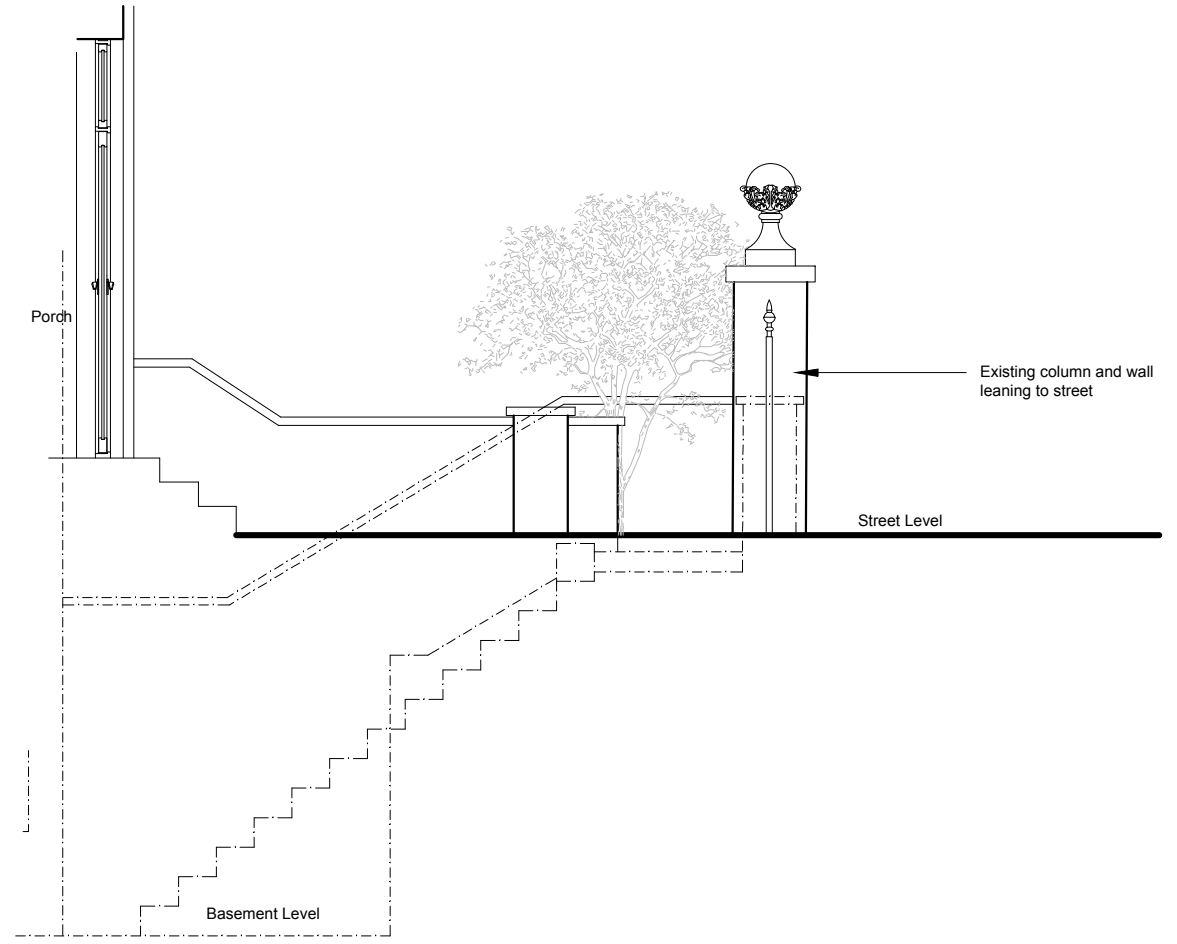 Porch
Existing column and wall
leaning to street
Street Level
Basement Level